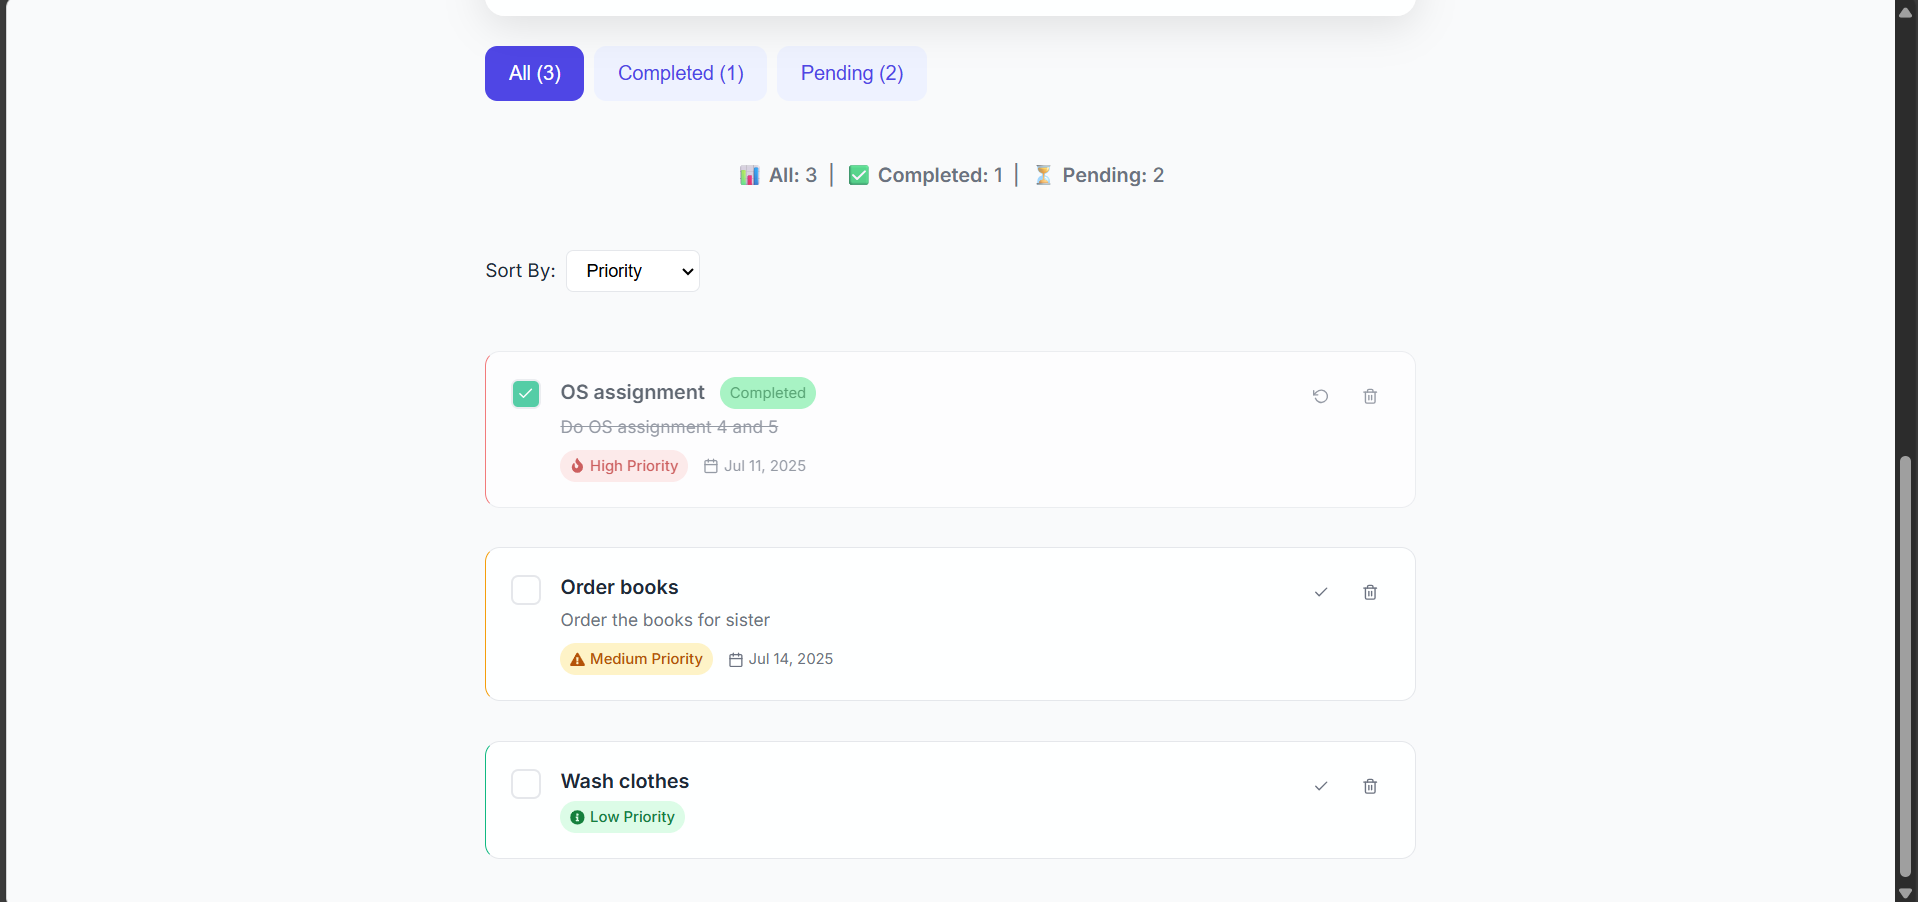 All (3) Completed (1) Pending (2)
All: 3 | Completed: 1 | Pending: 2
Sort By: Priority
OS assignment Completed
Do OS assignment 4 and 5
High Priority Jul 11, 2025
Order books
Order the books for sister
Medium Priority Jul 14, 2025
Wash clothes
Low Priority